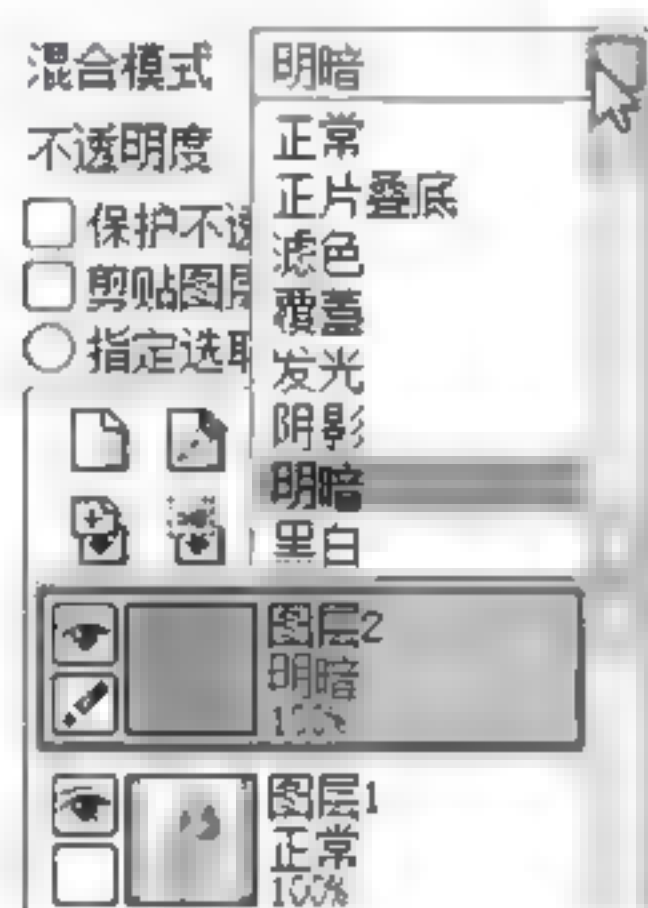 混合模式 明暗
不透明度
正常
正片叠底
保护不透
滤色
剪贴图层
覆盖
指定选取
发光
阴影
明暗
黑白
图层2
明暗
100%
图层1
正常
100%